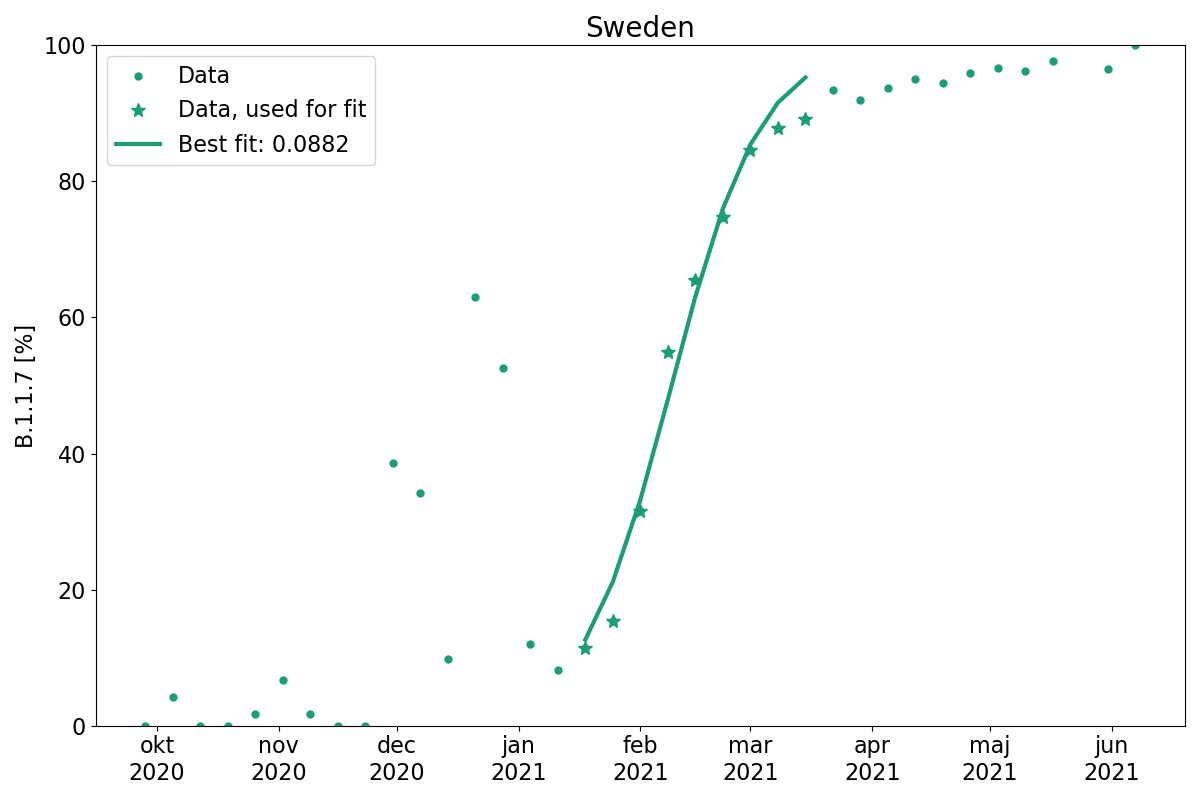 Sweden
Data
Data, used for fit
Best fit: 0.0882
B.1.1.7 [%]
100
80
60
40
20
0
okt nov dec jan feb mar apr maj jun
2020 2020 2020 2021 2021 2021 2021 2021 2021